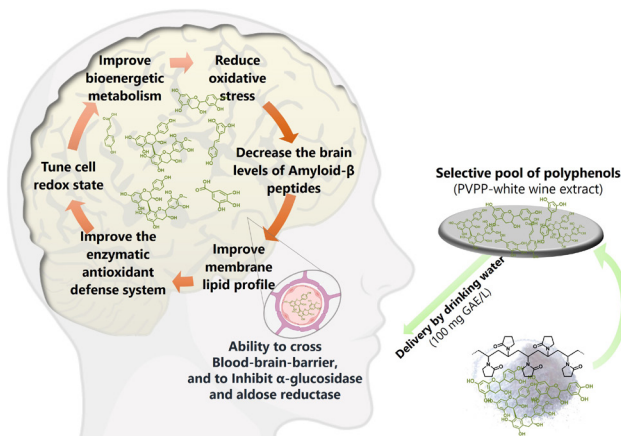 Improve
bioenergetic
metabolism
Reduce
oxidative
stress
Decrease the brain
levels of Amyloid-β
peptides
Improve
membrane
lipid profile
Improve the
enzymatic
antioxidant
defense system
Tune cell
redox state
Ability to cross
Blood-brain-barrier,
and to Inhibit α-glucosidase
and aldose reductase
Selective pool of polyphenols
(PVPP-white wine extract)
Delivery by drinking water
(100 mg GAE/L)